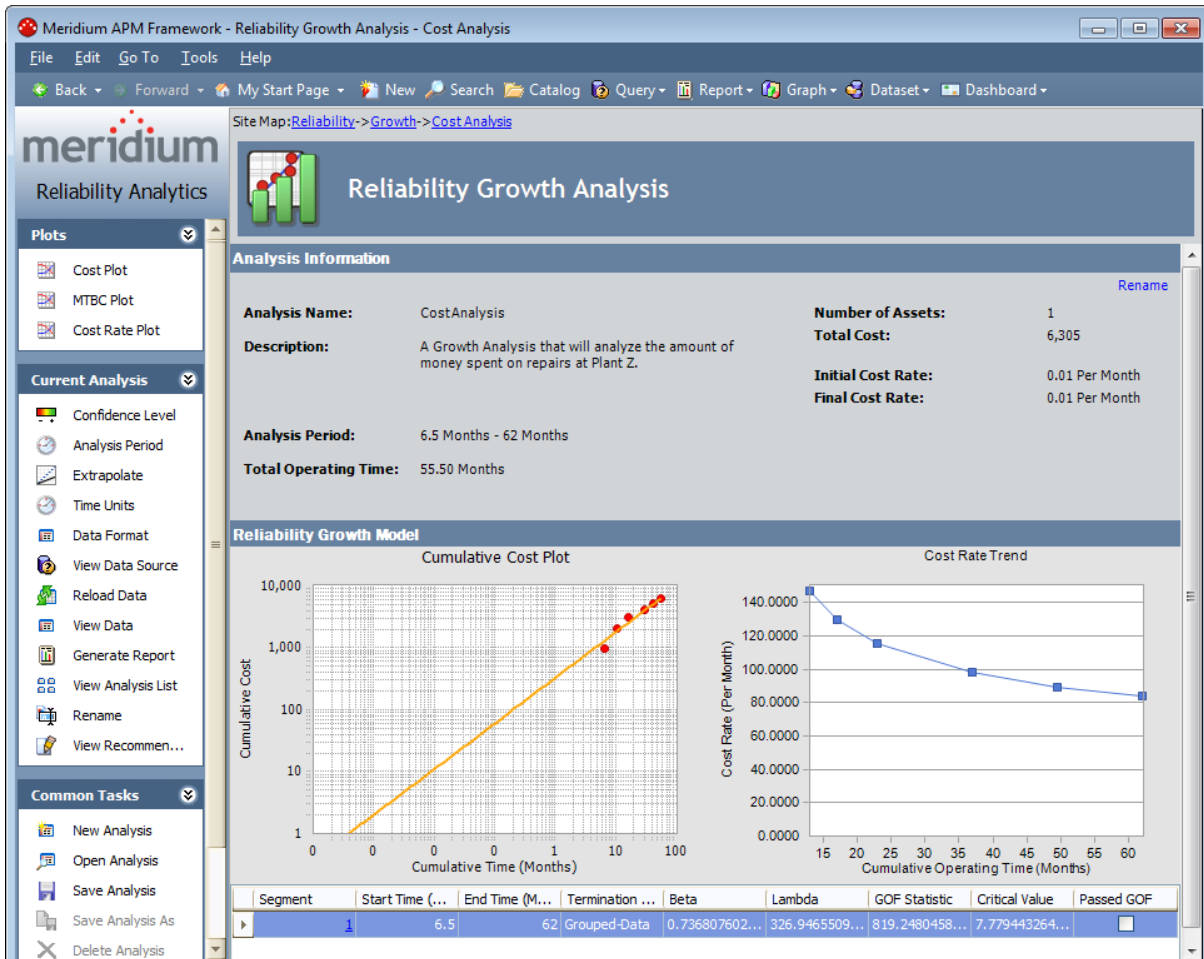 Meridium APM Framework - Reliability Growth Analysis - Cost Analysis
File Edit Go To Tools Help
Back Forward My Start Page New Search Catalog Query Report Graph Dataset Dashboard
meridium
Reliability Analytics
Site Map:Reliability->Growth->Cost Analysis
Reliability Growth Analysis
Plots
Cost Plot
MTBC Plot
Cost Rate Plot
Current Analysis
Confidence Level
Analysis Period
Extrapolate
Time Units
Data Format
View Data Source
Reload Data
View Data
Generate Report
View Analysis List
Rename
View Recommen...
Common Tasks
New Analysis
Open Analysis
Save Analysis
Save Analysis As
Delete Analysis
Analysis Information
Rename
Analysis Name: CostAnalysis
Description: A Growth Analysis that will analyze the amount of
money spent on repairs at Plant Z.
Analysis Period: 6.5 Months - 62 Months
Total Operating Time: 55.50 Months
Number of Assets: 1
Total Cost: 6,305
Initial Cost Rate: 0.01 Per Month
Final Cost Rate: 0.01 Per Month
Reliability Growth Model
Cumulative Cost Plot
Cumulative Cost
10,000
1,000
100
10
1
0 0 0 0 1 10 100
Cumulative Time (Months)
Cost Rate Trend
Cost Rate (Per Month)
140.0000
120.0000
100.0000
80.0000
60.0000
40.0000
20.0000
0.0000
15 20 25 30 35 40 45 50 55 60
Cumulative Operating Time (Months)
Segment Start Time (... End Time (M... Termination ... Beta Lambda GOF Statistic Critical Value Passed GOF
1 6.5 62 Grouped-Data 0.736807602... 326.9465509... 819.2480458... 7.779443264...